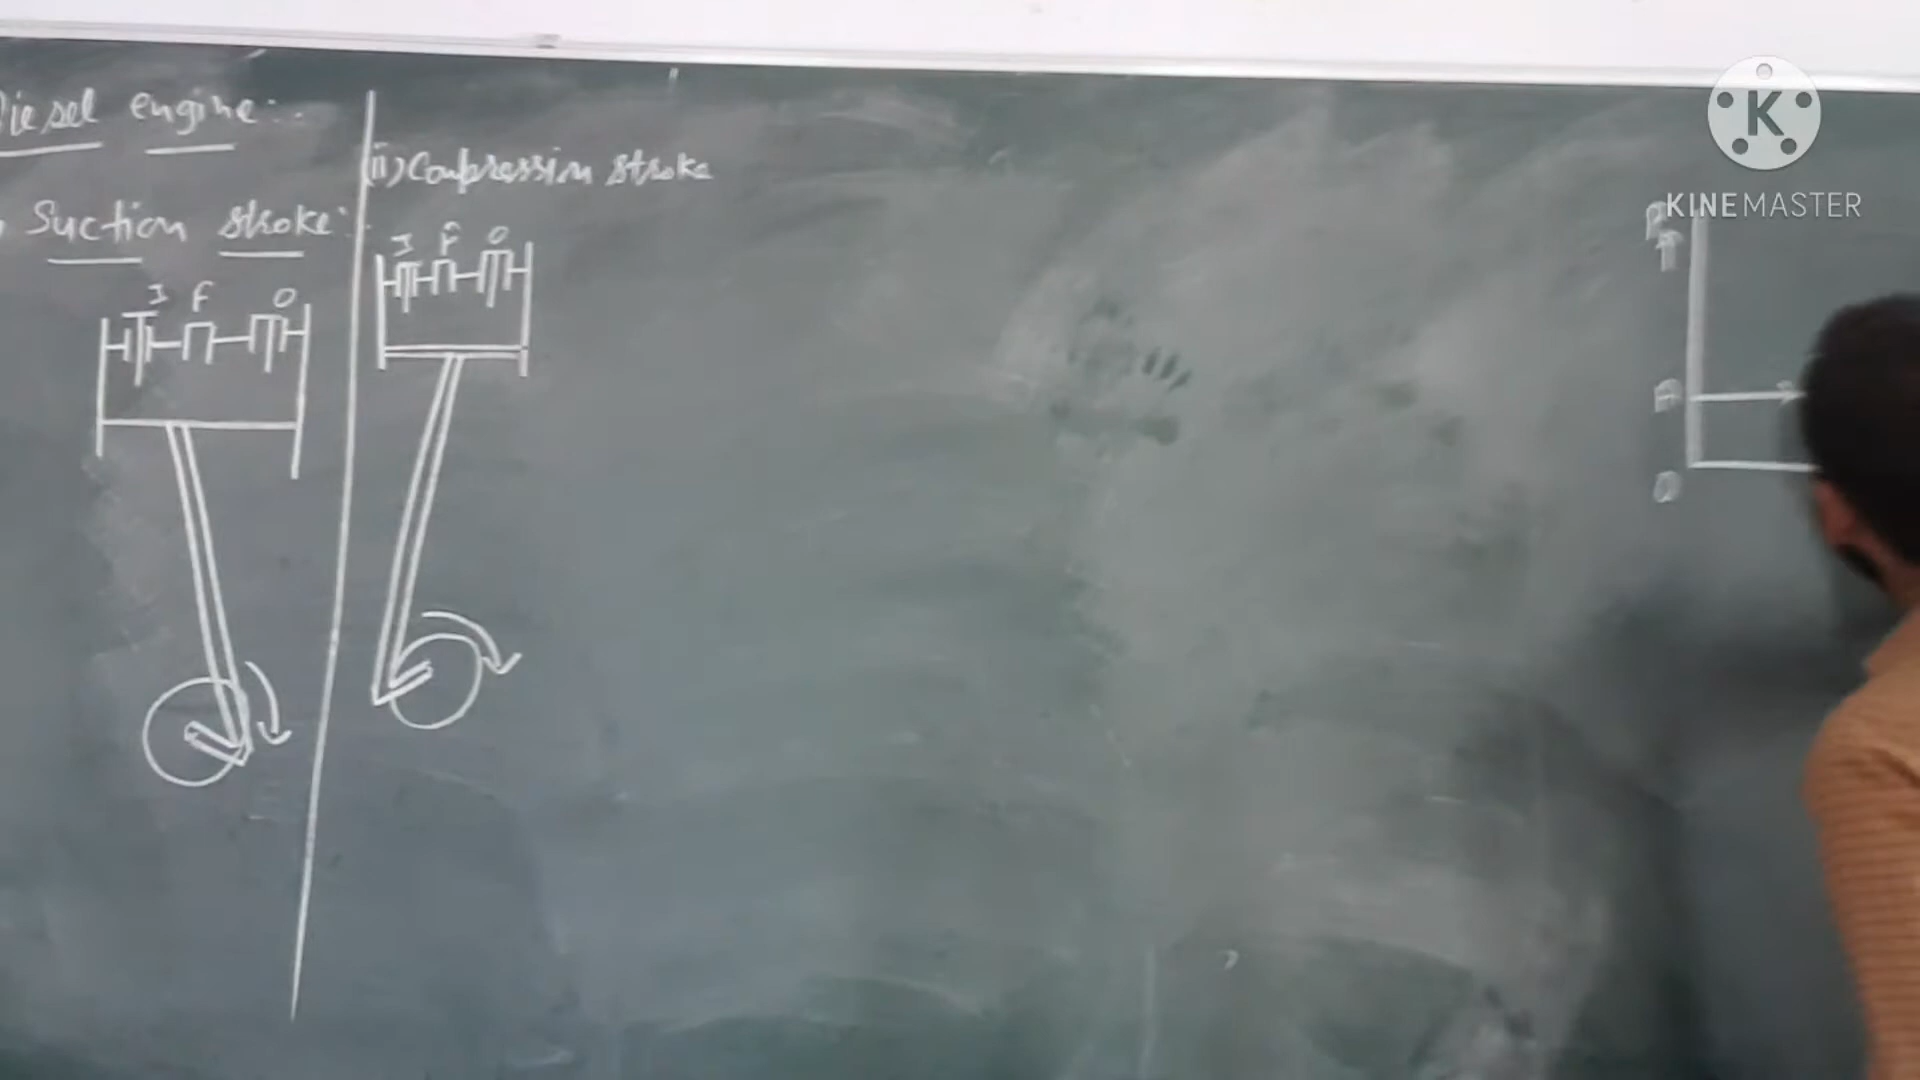 Diesel engine:-
Suction stroke:-
I F O
(ii) Compression stroke
I F O
P
A
O
K
KINEMASTER